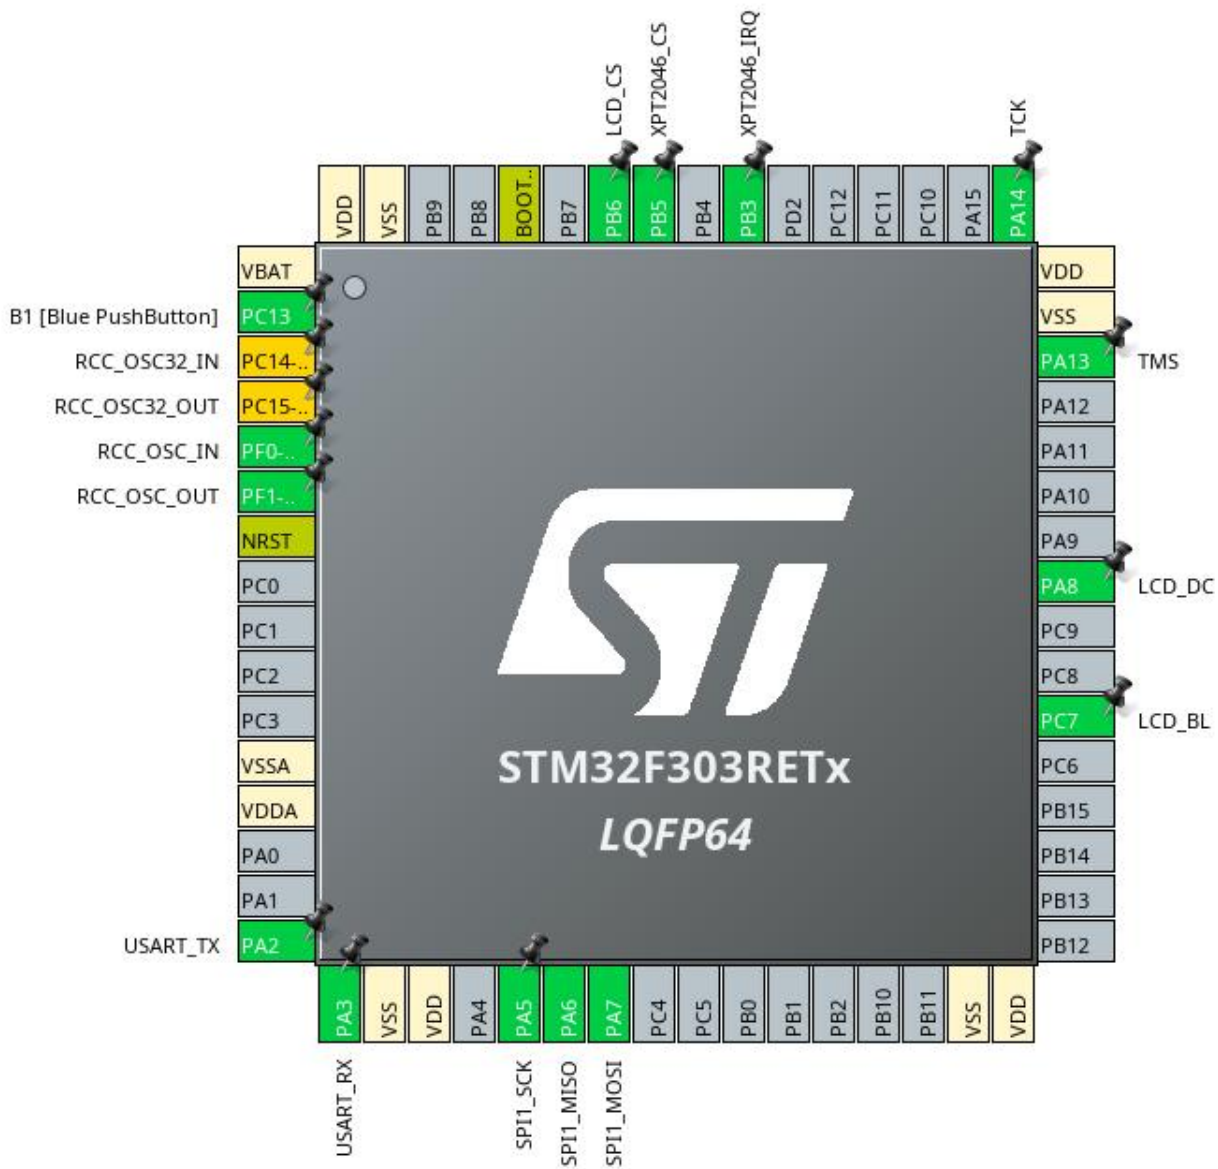 LCD_CS
XPT2046_CS
XPT2046_IRQ
TCK
VDD
VSS
PB9
PB8
BOOT..
PB7
PB6
PB5
PB4
PB3
PD2
PC12
PC11
PC10
PA15
PA14
VBAT
B1 [Blue PushButton] PC13
RCC_OSC32_IN PC14-..
RCC_OSC32_OUT PC15-..
RCC_OSC_IN PF0-..
RCC_OSC_OUT PF1-..
NRST
PC0
PC1
PC2
PC3
VSSA
VDDA
PA0
PA1
USART_TX PA2
VDD
VSS
PA13 TMS
PA12
PA11
PA10
PA9
PA8 LCD_DC
PC9
PC8
PC7 LCD_BL
PC6
PB15
PB14
PB13
PB12
ST
STM32F303RETx
LQFP64
PA3
VSS
VDD
PA4
PA5
PA6
PA7
PC4
PC5
PB0
PB1
PB2
PB10
PB11
VSS
VDD
USART_RX
SPI1_SCK
SPI1_MISO
SPI1_MOSI